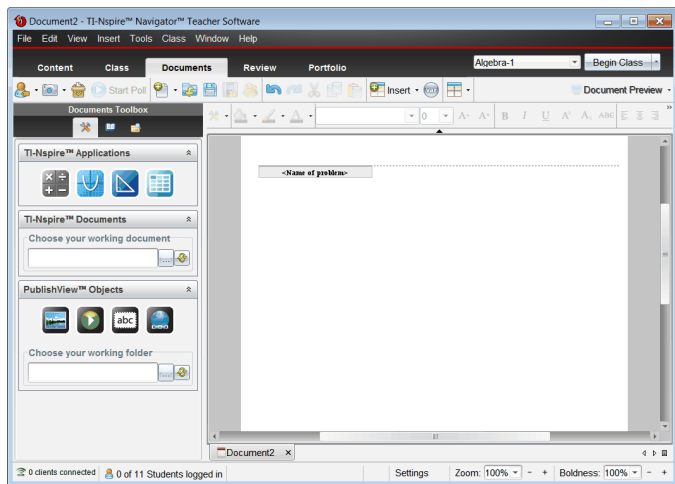 Document2 - TI-Nspire™ Navigator™ Teacher Software
File Edit View Insert Tools Class Window Help
Content Class Documents Review Portfolio Algebra-1 Begin Class
Start Poll Insert Document Preview
Documents Toolbox
0 A+ A- B I U ABC
TI-Nspire™ Applications
<Name of problem>
TI-Nspire™ Documents
Choose your working document
...
PublishView™ Objects
abc
Choose your working folder
...
Document2 x
0 clients connected 0 of 11 Students logged in Settings Zoom: 100% - + Boldness: 100% - +